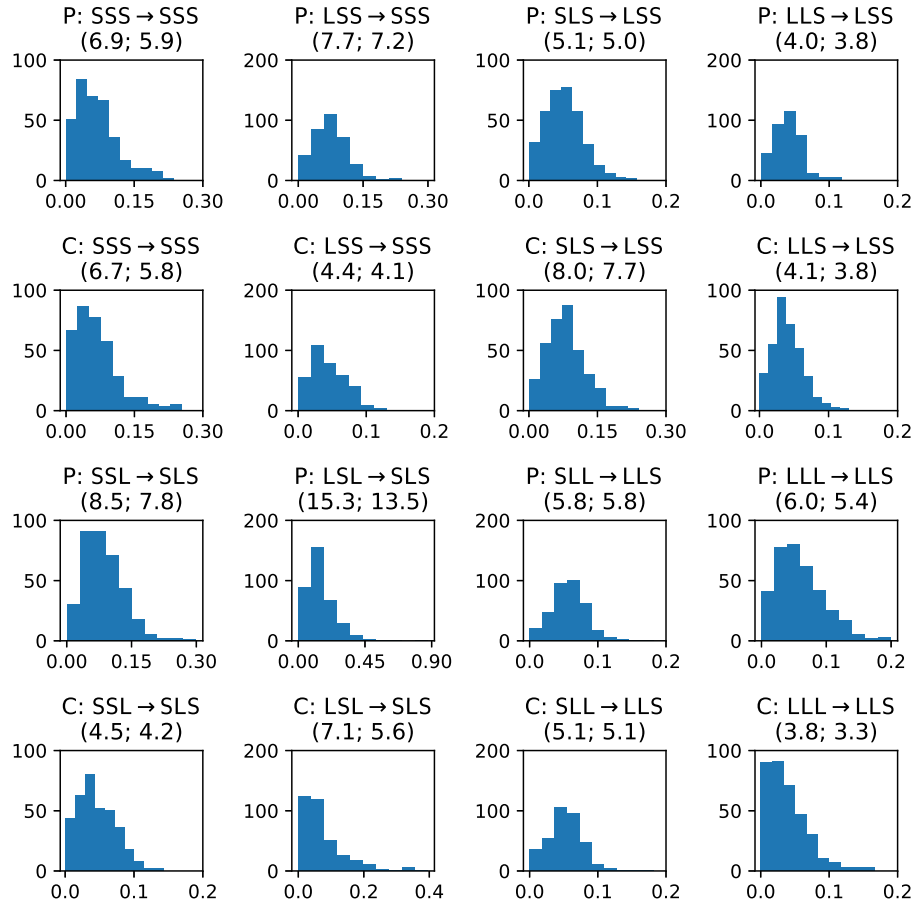 P: SSS → SSS
(6.9; 5.9)
P: LSS → SSS
(7.7; 7.2)
P: SLS → LSS
(5.1; 5.0)
P: LLS → LSS
(4.0; 3.8)
100
50
0
0.00 0.15 0.30
200
100
0
0.00 0.15 0.30
100
50
0
0.0 0.1 0.2
200
100
0
0.0 0.1 0.2
C: SSS → SSS
(6.7; 5.8)
C: LSS → SSS
(4.4; 4.1)
C: SLS → LSS
(8.0; 7.7)
C: LLS → LSS
(4.1; 3.8)
100
50
0
0.00 0.15 0.30
200
100
0
0.0 0.1 0.2
100
50
0
0.00 0.15 0.30
100
50
0
0.0 0.1 0.2
P: SSL → SLS
(8.5; 7.8)
P: LSL → SLS
(15.3; 13.5)
P: SLL → LLS
(5.8; 5.8)
P: LLL → LLS
(6.0; 5.4)
100
50
0
0.00 0.15 0.30
200
100
0
0.00 0.45 0.90
200
100
0
0.0 0.1 0.2
100
50
0
0.0 0.1 0.2
C: SSL → SLS
(4.5; 4.2)
C: LSL → SLS
(7.1; 5.6)
C: SLL → LLS
(5.1; 5.1)
C: LLL → LLS
(3.8; 3.3)
100
50
0
0.0 0.1 0.2
200
100
0
0.0 0.2 0.4
200
100
0
0.0 0.1 0.2
100
50
0
0.0 0.1 0.2